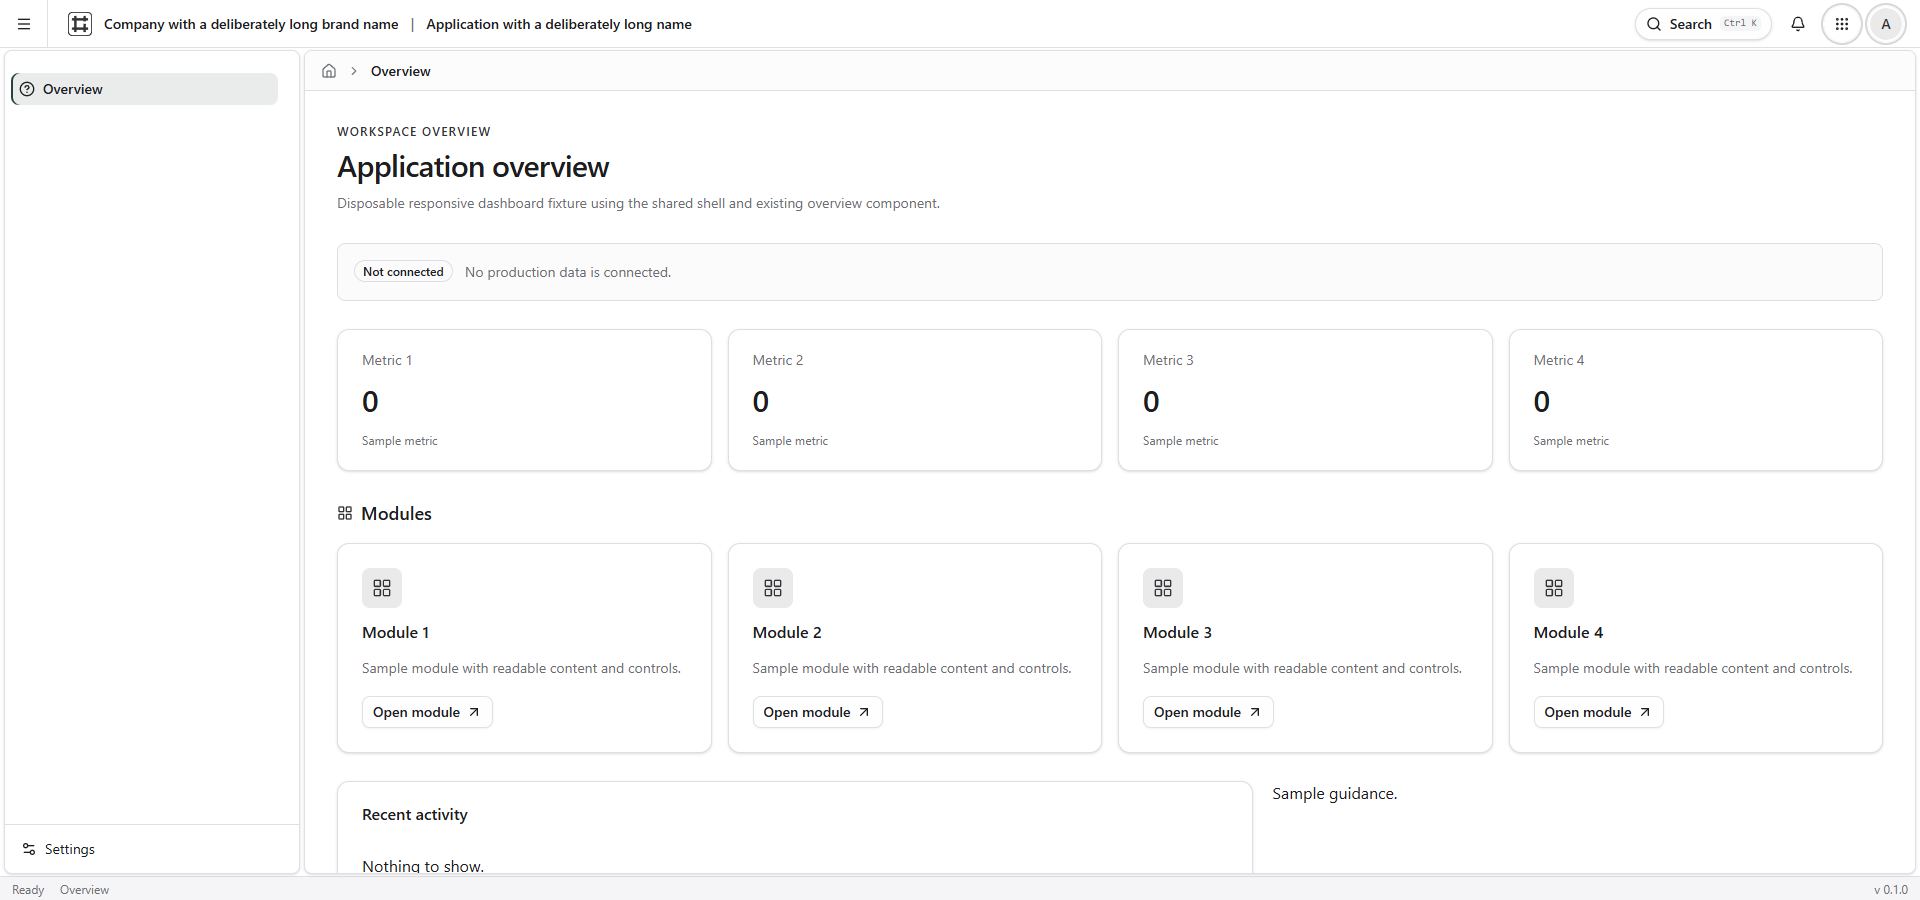 Company with a deliberately long brand name | Application with a deliberately long name
Search Ctrl K
A
Overview
Settings
Overview
WORKSPACE OVERVIEW
Application overview
Disposable responsive dashboard fixture using the shared shell and existing overview component.
Not connected No production data is connected.
Metric 1
0
Sample metric
Metric 2
0
Sample metric
Metric 3
0
Sample metric
Metric 4
0
Sample metric
Modules
Module 1
Sample module with readable content and controls.
Open module
Module 2
Sample module with readable content and controls.
Open module
Module 3
Sample module with readable content and controls.
Open module
Module 4
Sample module with readable content and controls.
Open module
Recent activity
Nothing to show.
Sample guidance.
Ready Overview
v 0.1.0